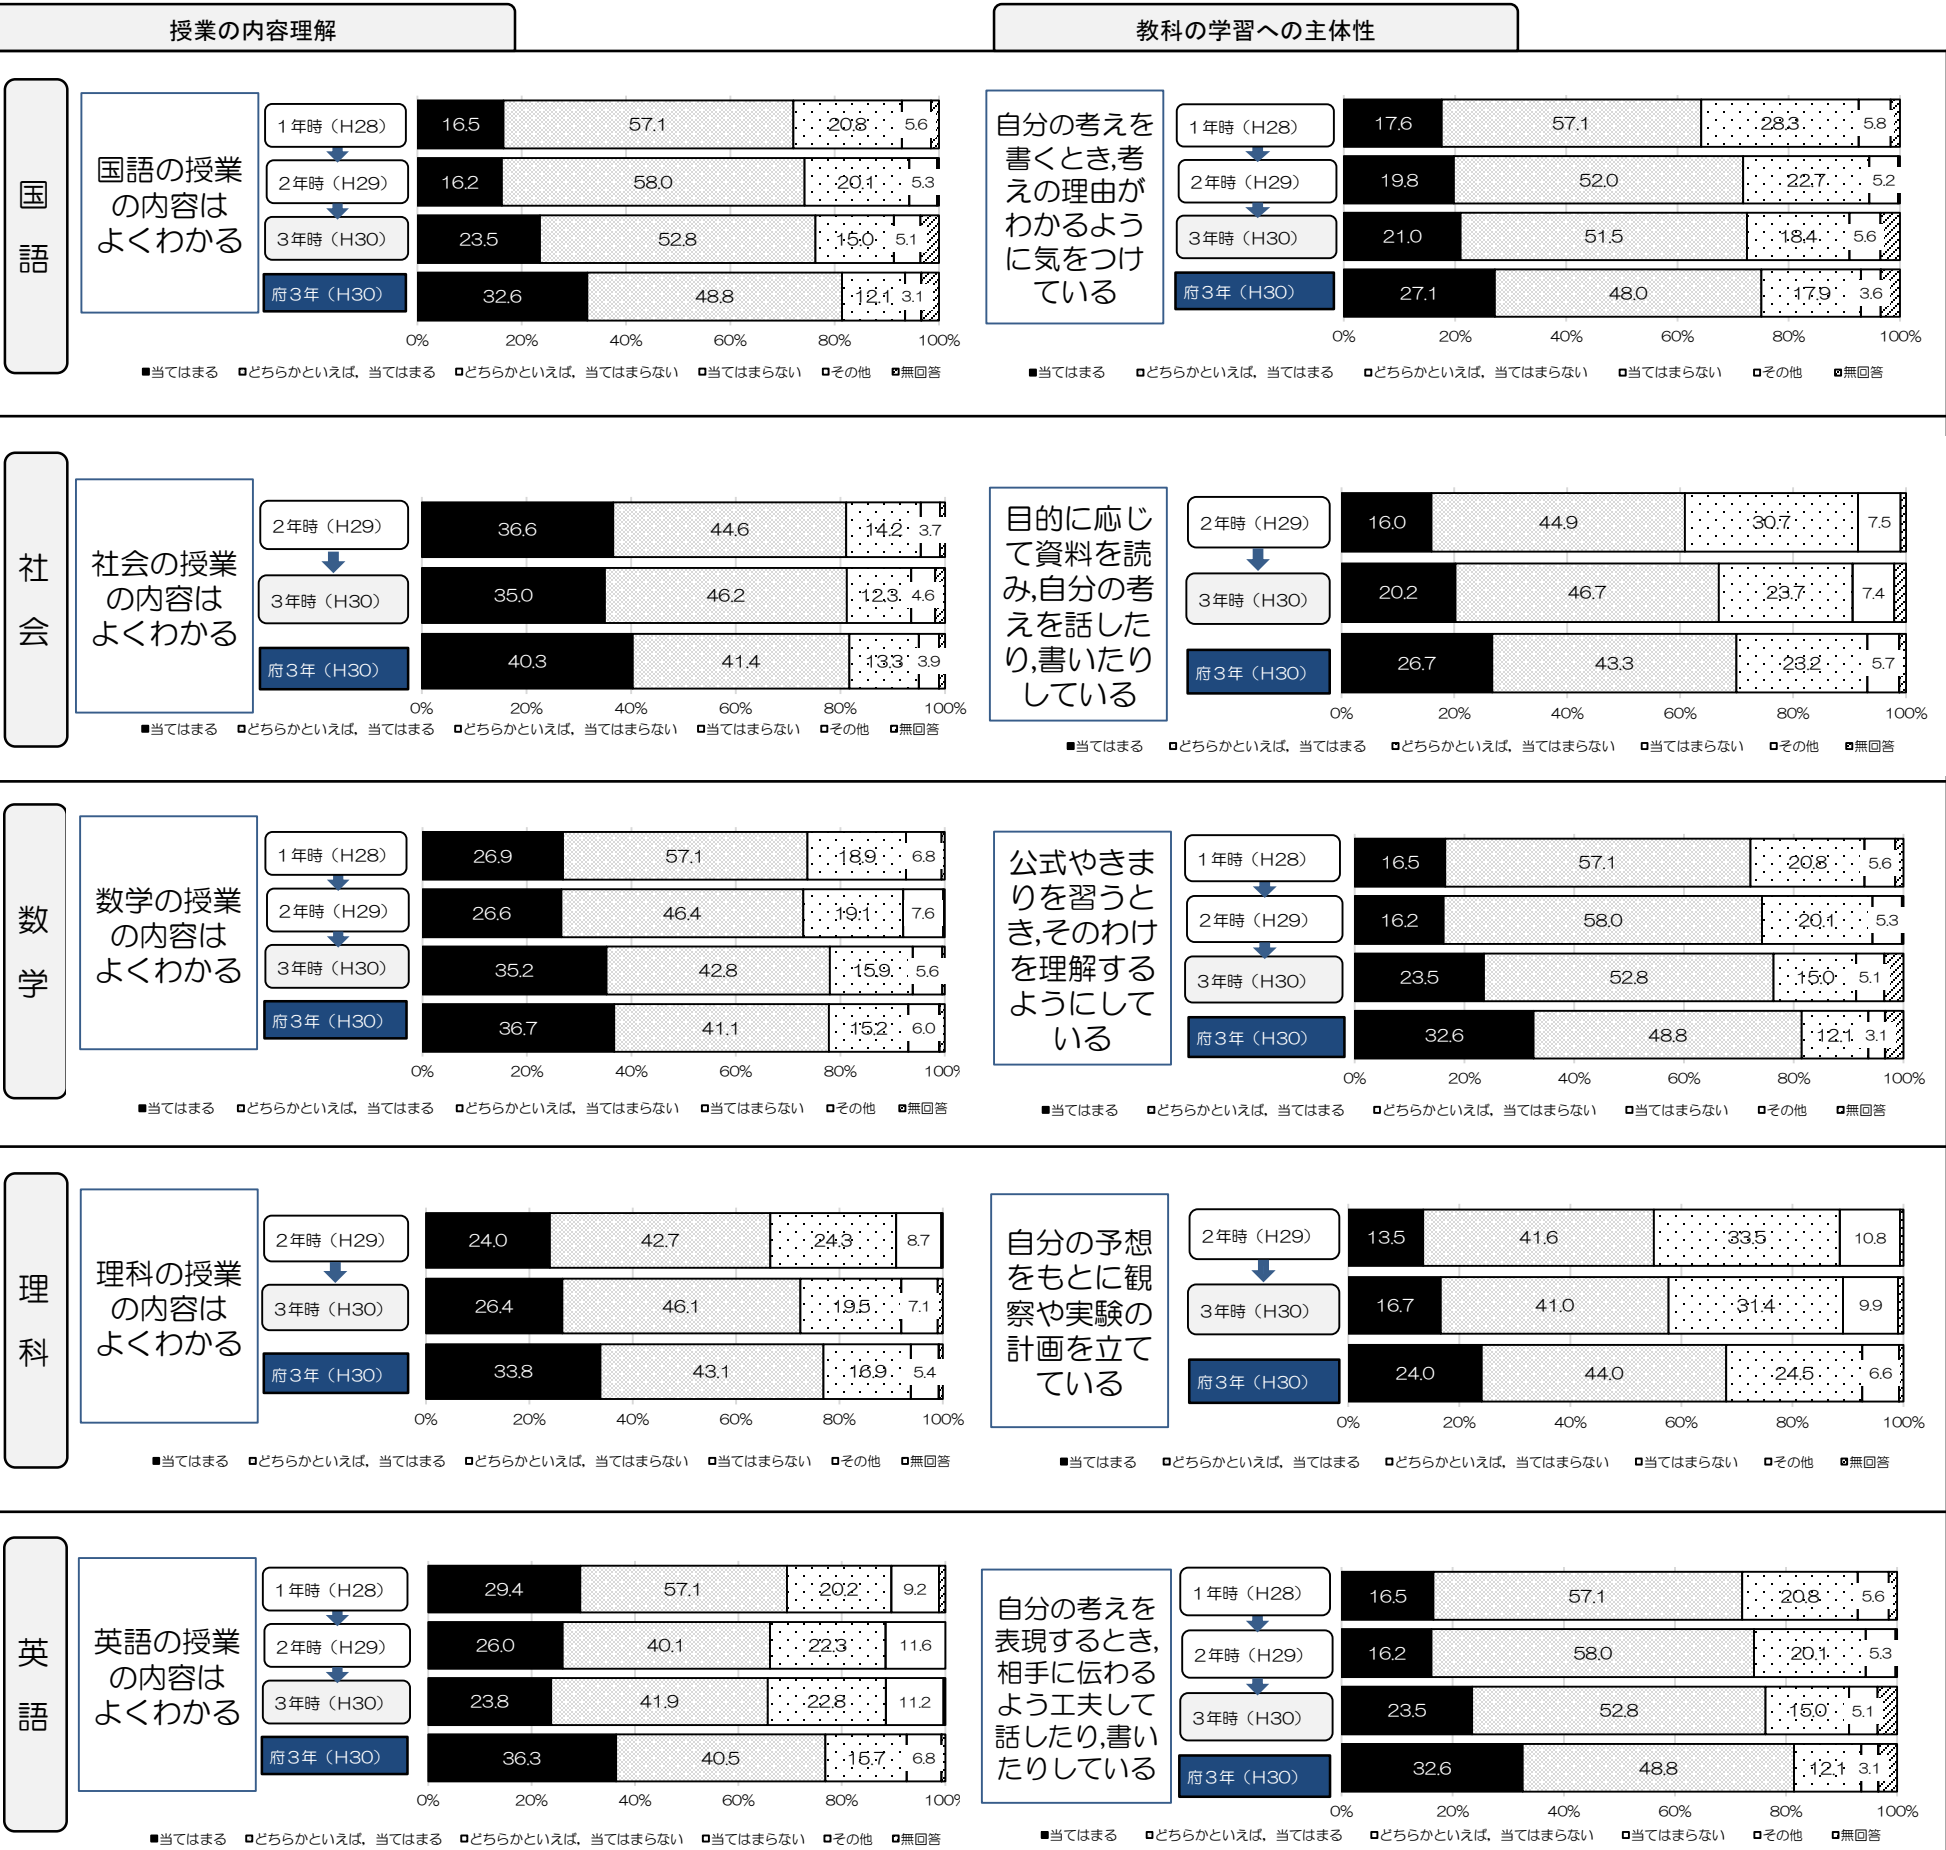 授業の内容理解
教科の学習への主体性
国語
国語の授業
の内容は
よくわかる
1年時（H28）
2年時（H29）
3年時（H30）
府3年（H30）
16.5 57.1 20.8 5.6
16.2 58.0 20.1 5.3
23.5 52.8 15.0 5.1
32.6 48.8 12.1 3.1
0% 20% 40% 60% 80% 100%
■当てはまる □どちらかといえば，当てはまる □どちらかといえば，当てはまらない □当てはまらない □その他 □無回答
自分の考えを
書くとき,考
えの理由が
わかるよう
に気をつけ
ている
1年時（H28）
2年時（H29）
3年時（H30）
府3年（H30）
17.6 57.1 28.3 5.8
19.8 52.0 22.7 5.2
21.0 51.5 18.4 5.6
27.1 48.0 17.9 3.6
0% 20% 40% 60% 80% 100%
■当てはまる □どちらかといえば，当てはまる □どちらかといえば，当てはまらない □当てはまらない □その他 □無回答
社会
社会の授業
の内容は
よくわかる
2年時（H29）
3年時（H30）
府3年（H30）
36.6 44.6 14.2 3.7
35.0 46.2 12.3 4.6
40.3 41.4 13.3 3.9
0% 20% 40% 60% 80% 100%
■当てはまる □どちらかといえば，当てはまる □どちらかといえば，当てはまらない □当てはまらない □その他 □無回答
目的に応じ
て資料を読
み,自分の考
えを話した
り,書いたり
している
2年時（H29）
3年時（H30）
府3年（H30）
16.0 44.9 30.7 7.5
20.2 46.7 23.7 7.4
26.7 43.3 23.2 5.7
0% 20% 40% 60% 80% 100%
■当てはまる □どちらかといえば，当てはまる □どちらかといえば，当てはまらない □当てはまらない □その他 □無回答
数学
数学の授業
の内容は
よくわかる
1年時（H28）
2年時（H29）
3年時（H30）
府3年（H30）
26.9 57.1 18.9 6.8
26.6 46.4 19.1 7.6
35.2 42.8 15.9 5.6
36.7 41.1 15.2 6.0
0% 20% 40% 60% 80% 100%
■当てはまる □どちらかといえば，当てはまる □どちらかといえば，当てはまらない □当てはまらない □その他 □無回答
公式やきま
りを習うと
き,そのわけ
を理解する
ようにして
いる
1年時（H28）
2年時（H29）
3年時（H30）
府3年（H30）
16.5 57.1 20.8 5.6
16.2 58.0 20.1 5.3
23.5 52.8 15.0 5.1
32.6 48.8 12.1 3.1
0% 20% 40% 60% 80% 100%
■当てはまる □どちらかといえば，当てはまる □どちらかといえば，当てはまらない □当てはまらない □その他 □無回答
理科
理科の授業
の内容は
よくわかる
2年時（H29）
3年時（H30）
府3年（H30）
24.0 42.7 24.3 8.7
26.4 46.1 19.5 7.1
33.8 43.1 16.9 5.4
0% 20% 40% 60% 80% 100%
■当てはまる □どちらかといえば，当てはまる □どちらかといえば，当てはまらない □当てはまらない □その他 □無回答
自分の予想
をもとに観
察や実験の
計画を立て
ている
2年時（H29）
3年時（H30）
府3年（H30）
13.5 41.6 33.5 10.8
16.7 41.0 31.4 9.9
24.0 44.0 24.5 6.6
0% 20% 40% 60% 80% 100%
■当てはまる □どちらかといえば，当てはまる □どちらかといえば，当てはまらない □当てはまらない □その他 □無回答
英語
英語の授業
の内容は
よくわかる
1年時（H28）
2年時（H29）
3年時（H30）
府3年（H30）
29.4 57.1 20.2 9.2
26.0 40.1 22.3 11.6
23.8 41.9 22.8 11.2
36.3 40.5 15.7 6.8
0% 20% 40% 60% 80% 100%
■当てはまる □どちらかといえば，当てはまる □どちらかといえば，当てはまらない □当てはまらない □その他 □無回答
自分の考えを
表現するとき,
相手に伝わる
よう工夫して
話したり,書い
たりしている
1年時（H28）
2年時（H29）
3年時（H30）
府3年（H30）
16.5 57.1 20.8 5.6
16.2 58.0 20.1 5.3
23.5 52.8 15.0 5.1
32.6 48.8 12.1 3.1
0% 20% 40% 60% 80% 100%
■当てはまる □どちらかといえば，当てはまる □どちらかといえば，当てはまらない □当てはまらない □その他 □無回答